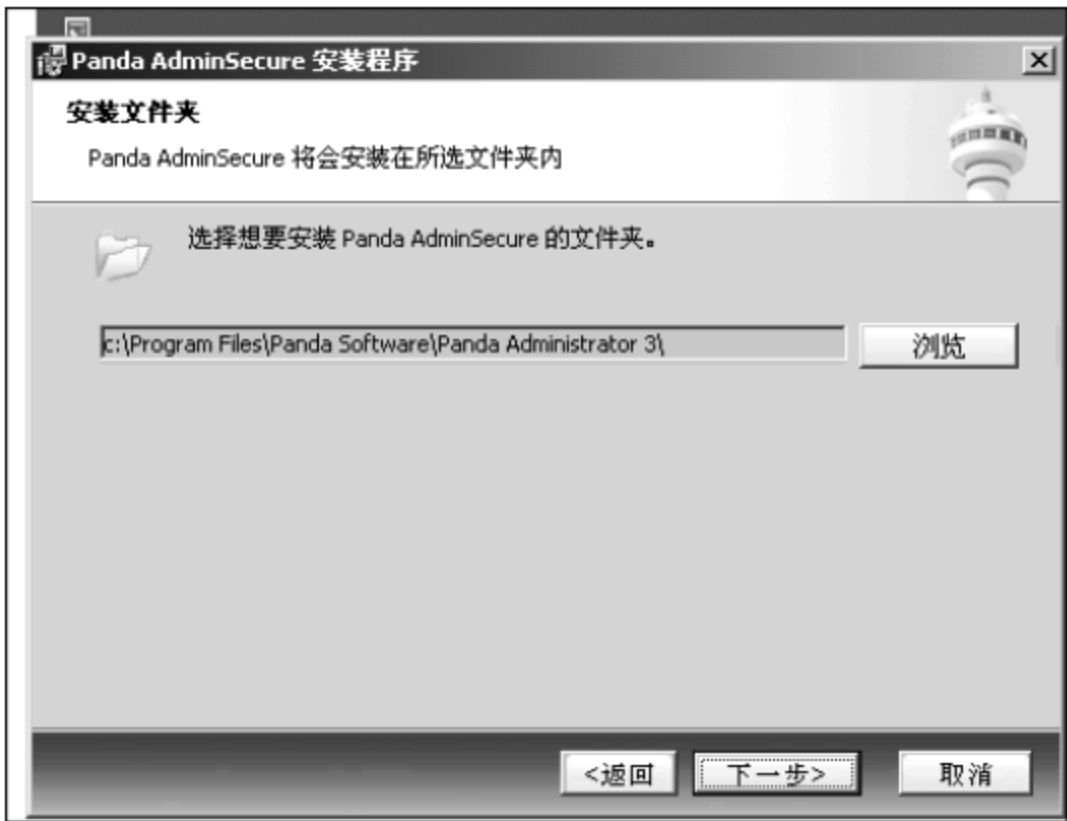 Panda AdminSecure 安装程序
安装文件夹
Panda AdminSecure 将会安装在所选文件夹内
选择想要安装 Panda AdminSecure 的文件夹。
c:\Program Files\Panda Software\Panda Administrator 3\
浏览
<返回
下一步>
取消